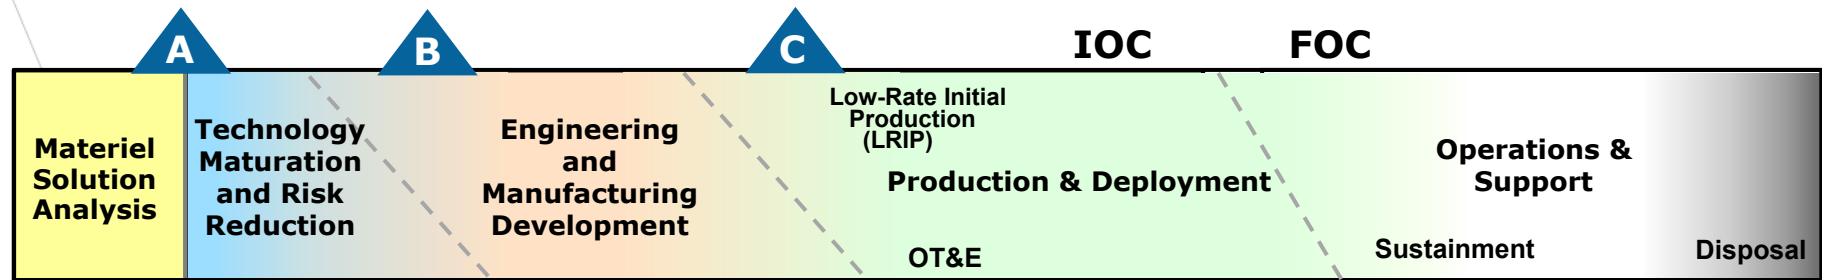 A
B
C
IOC
FOC
Materiel
Solution
Analysis
Technology
Maturation
and Risk
Reduction
Engineering
and
Manufacturing
Development
Low-Rate Initial
Production
(LRIP)
Production & Deployment
OT&E
Operations &
Support
Sustainment
Disposal